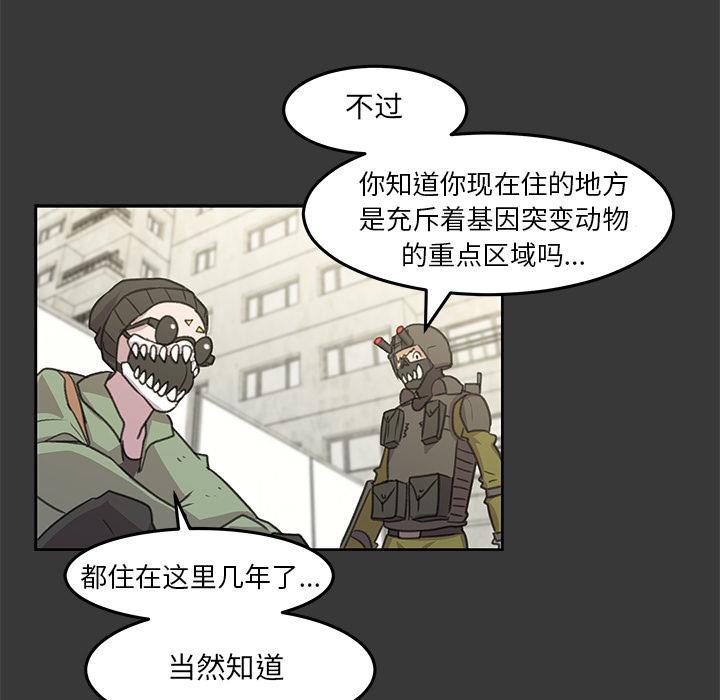 不过
你知道你现在住的地方
是充斥着基因突变动物
的重点区域吗...
都住在这里几年了...
当然知道